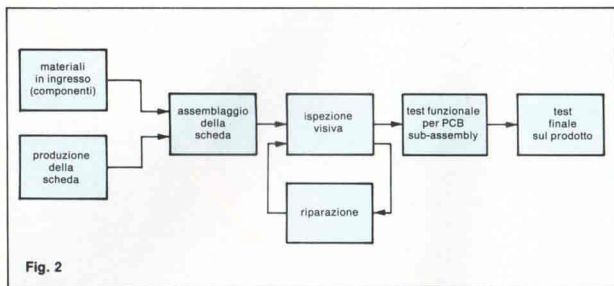 materiali
in ingresso
(componenti)
produzione
della
scheda
assemblaggio
della
scheda
ispezione
visiva
riparazione
test funzionale
per PCB
sub-assembly
test
finale
sul prodotto
Fig. 2